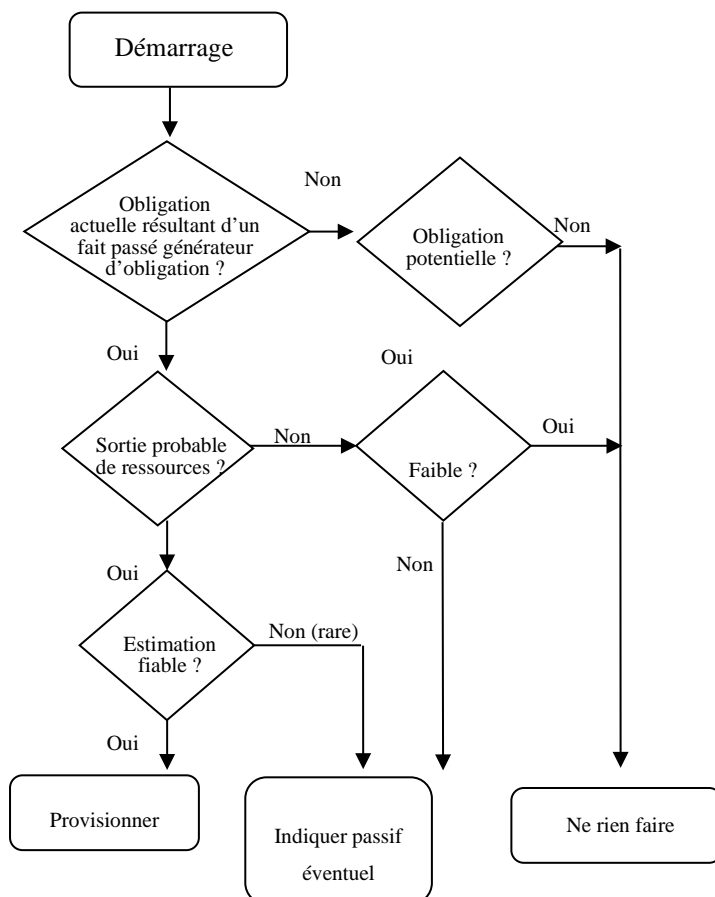 Démarrage
Non
Obligation
actuelle résultant d’un
fait passé générateur
d’obligation ?
Non
Obligation
potentielle ?
Oui
Oui
Sortie probable
de ressources ?
Non
Faible ?
Oui
Oui
Non
Estimation
fiable ?
Non (rare)
Oui
Provisionner
Indiquer passif
éventuel
Ne rien faire